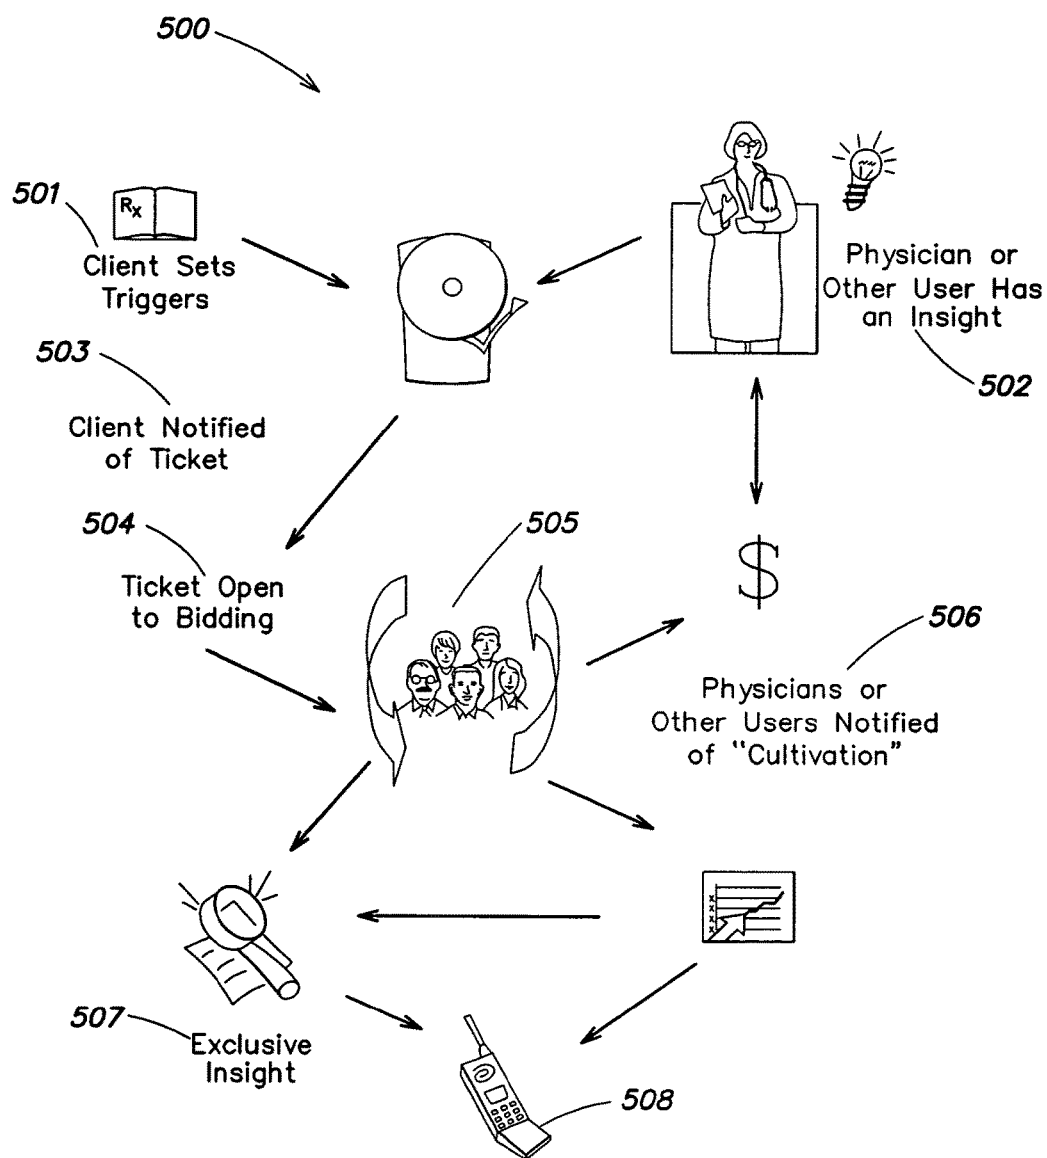 500
501
Rx
Client Sets
Triggers
Physician or
Other User Has
an Insight
502
503
Client Notified
of Ticket
504
Ticket Open
to Bidding
505
$
506
Physicians or
Other Users Notified
of "Cultivation"
x
x
x
x
507
Exclusive
Insight
508